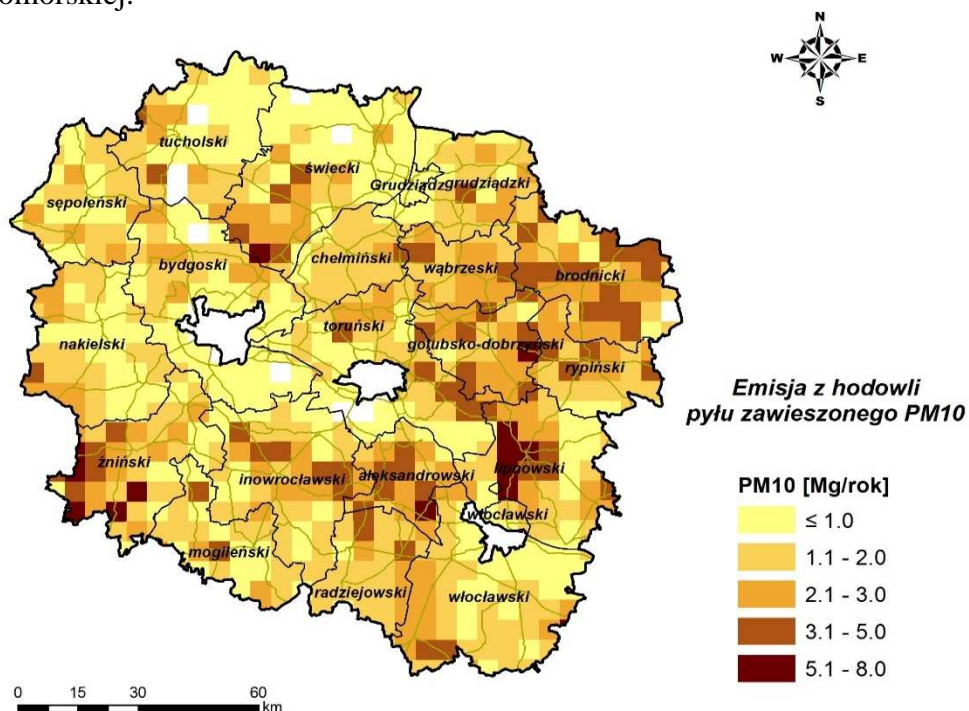 omorskiej.
N
W E
S
tucholski
świecki
Grudziądz grudziądzki
sępoleński
bydgoski
chełmiński
wąbrzeski
brodnicki
nakielski
toruński
golubsko-dobrzyński
rypiński
Emisja z hodowli
pyłu zawieszonego PM10
żniński
inowrocławski
aleksandrowski
lipnowski
PM10 [Mg/rok]
włocławski
≤ 1.0
mogileński
1.1 - 2.0
radziejowski
włocławski
2.1 - 3.0
3.1 - 5.0
5.1 - 8.0
0 15 30 60
km